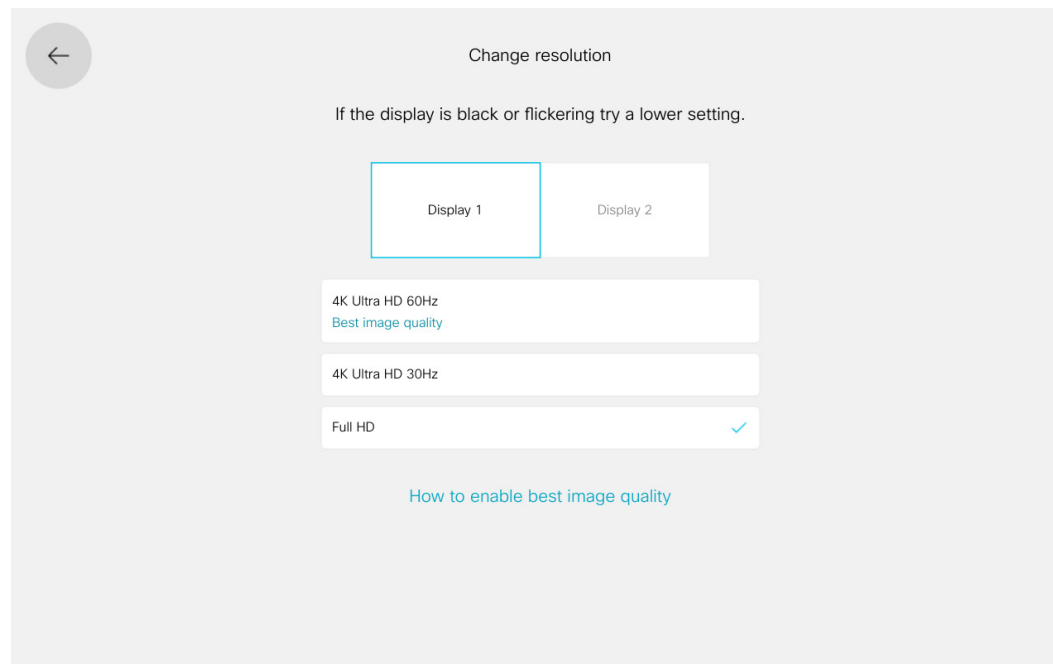 Change resolution
If the display is black or flickering try a lower setting.
Display 1
Display 2
4K Ultra HD 60Hz
Best image quality
4K Ultra HD 30Hz
Full HD
How to enable best image quality